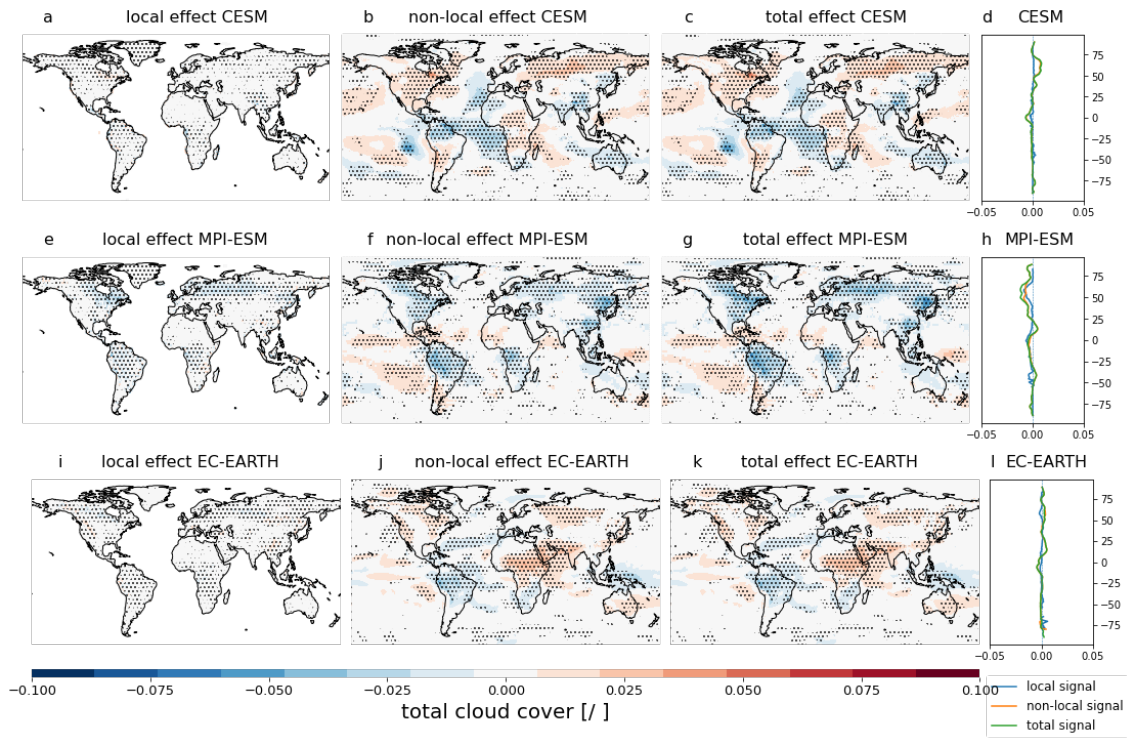 a local effect CESM
b non-local effect CESM
c total effect CESM
d CESM
75
50
25
0
−25
−50
−75
−0.05 0.00 0.05
e local effect MPI-ESM
f non-local effect MPI-ESM
g total effect MPI-ESM
h MPI-ESM
75
50
25
0
−25
−50
−75
−0.05 0.00 0.05
i local effect EC-EARTH
j non-local effect EC-EARTH
k total effect EC-EARTH
l EC-EARTH
75
50
25
0
−25
−50
−75
−0.05 0.00 0.05
−0.100 −0.075 −0.050 −0.025 0.000 0.025 0.050 0.075 0.100
total cloud cover [/ ]
local signal
non-local signal
total signal